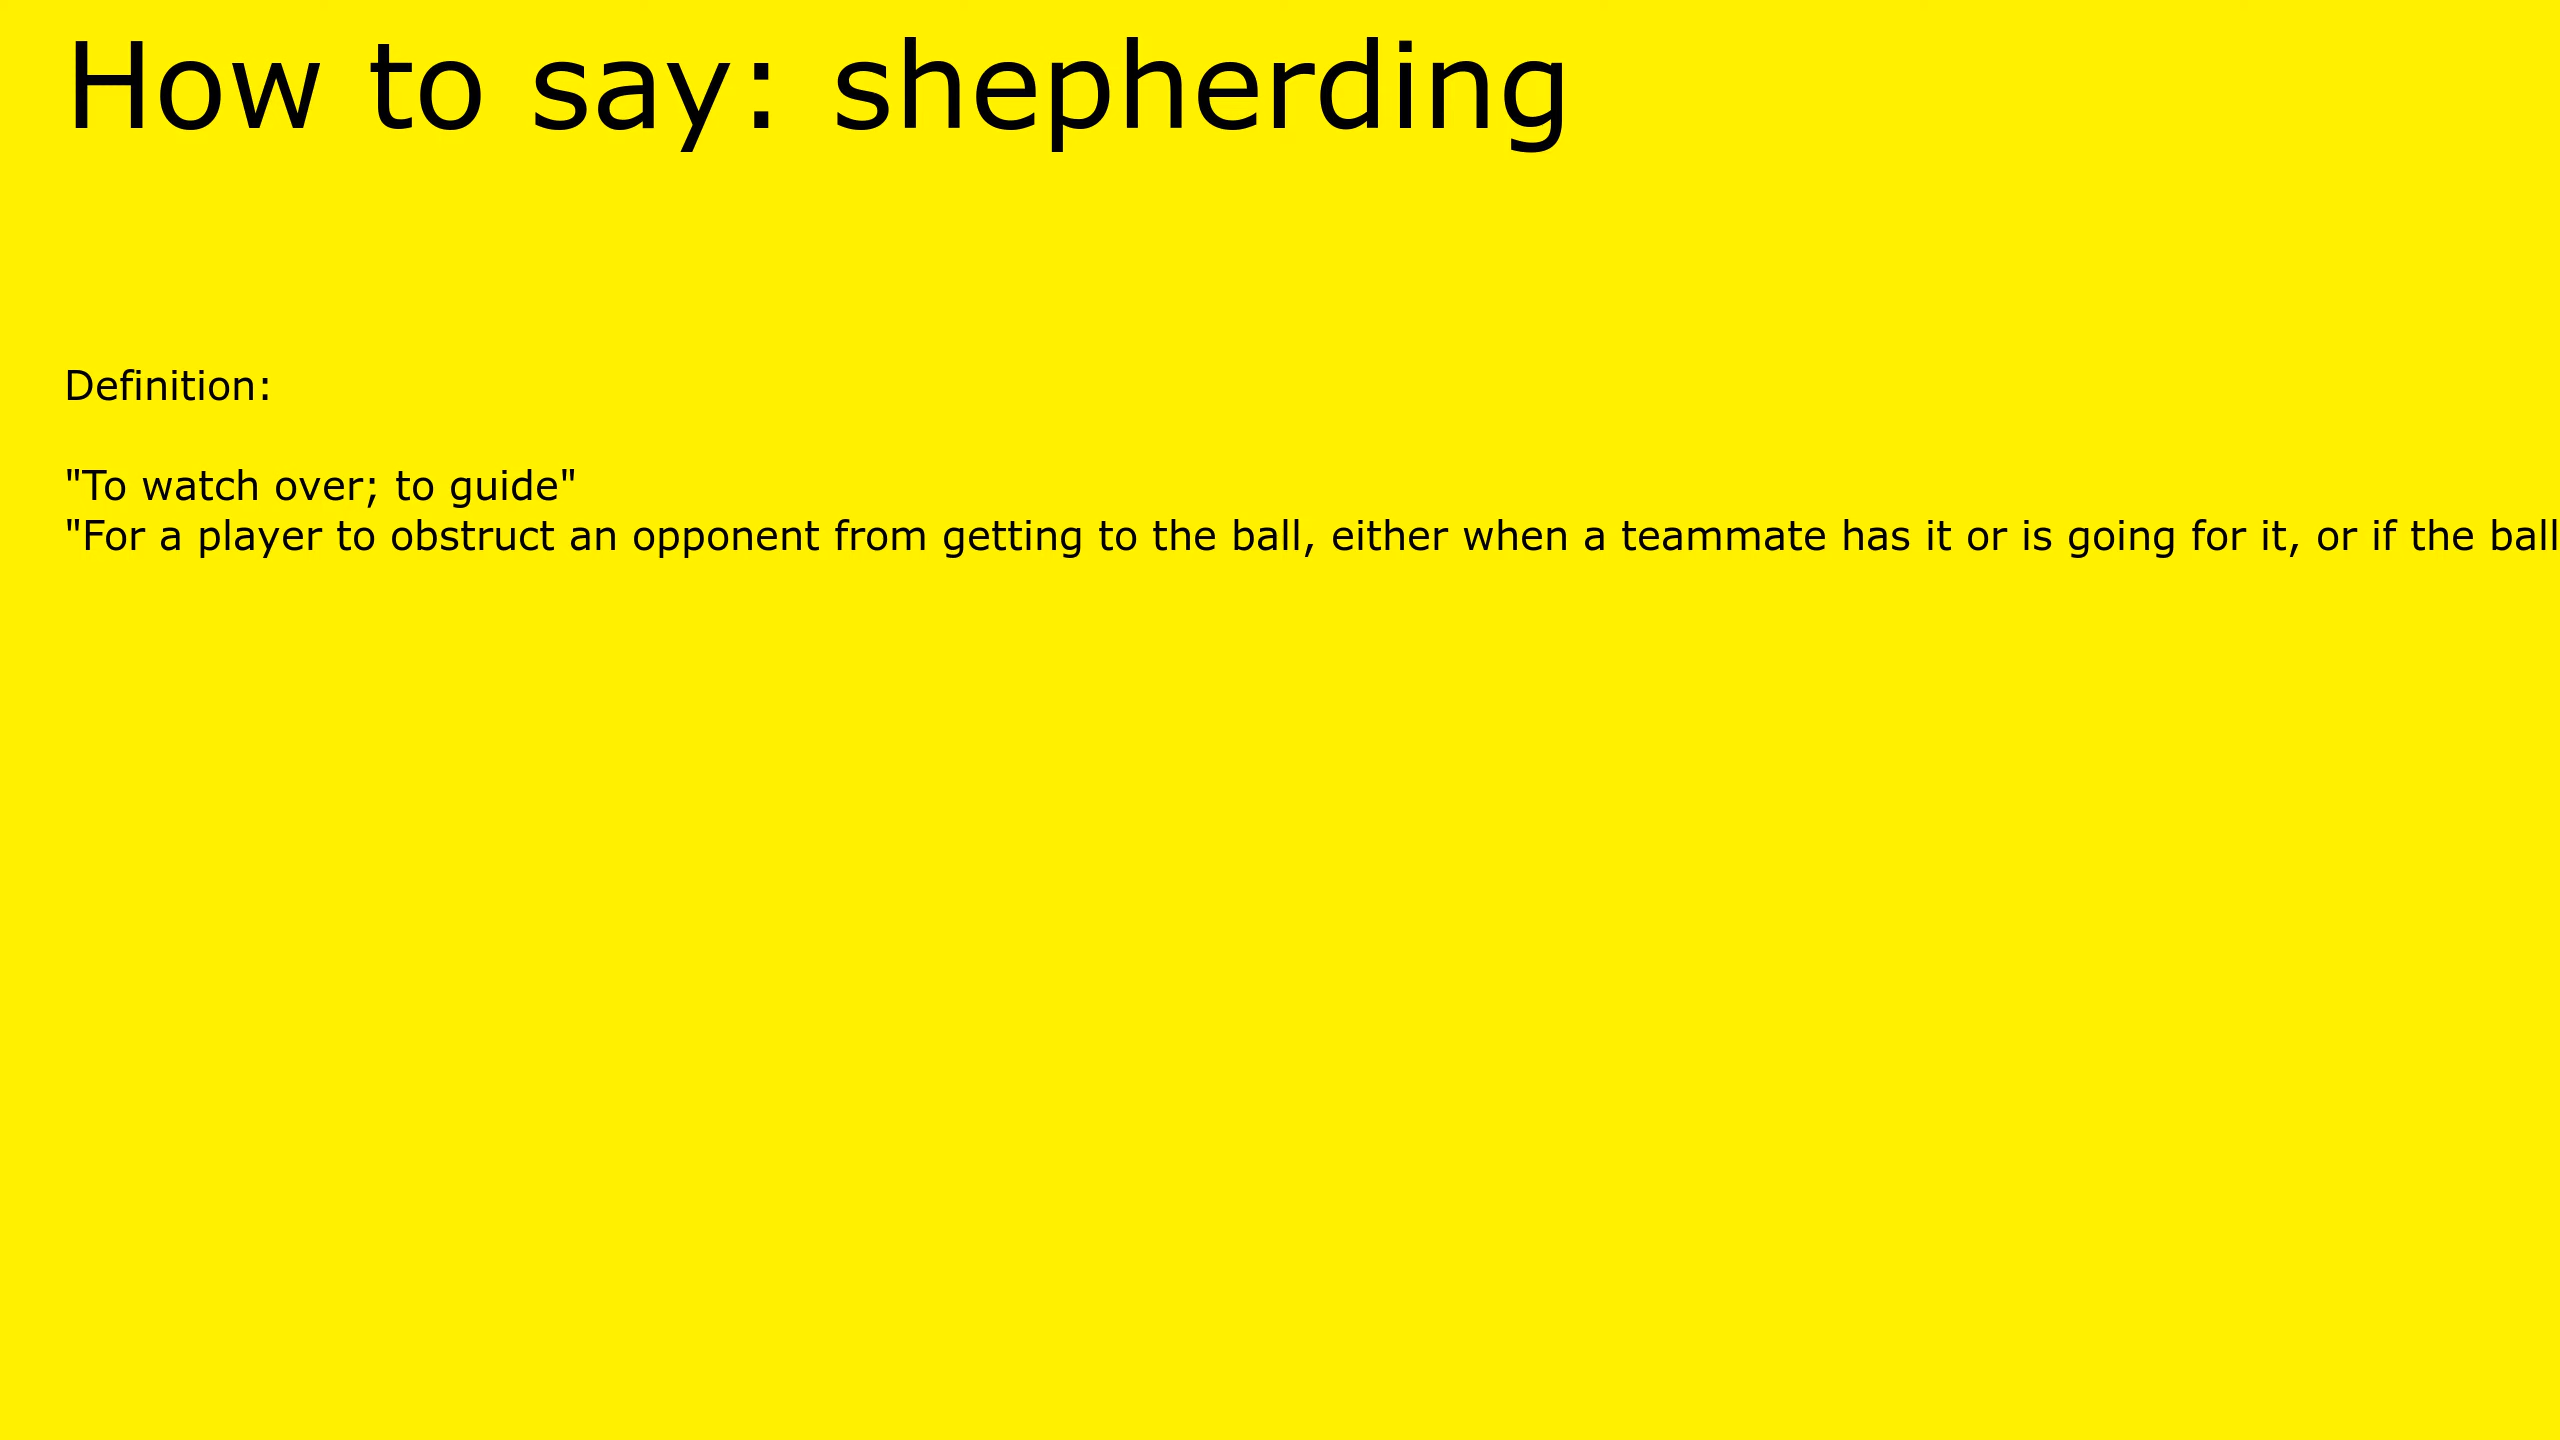 How to say: shepherding
Definition:
"To watch over; to guide"
"For a player to obstruct an opponent from getting to the ball, either when a teammate has it or is going for it, or if the ball